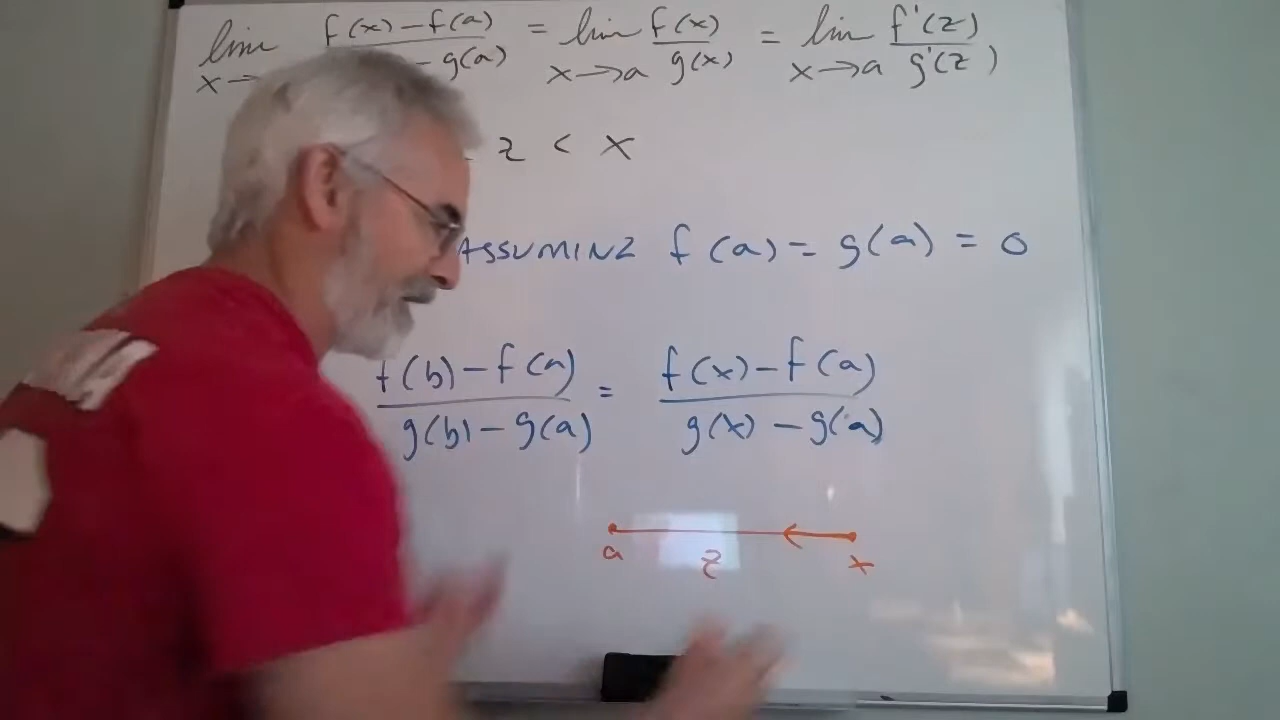 lim f(x) - f(a) / - g(a) = lim f(x) / g(x) = lim f'(z) / g'(z)
x→ x→a x→a
z < x
ASSUMINZ f(a) = g(a) = 0
f(b) - f(a) / g(b) - g(a) = f(x) - f(a) / g(x) - g(a)
a z x